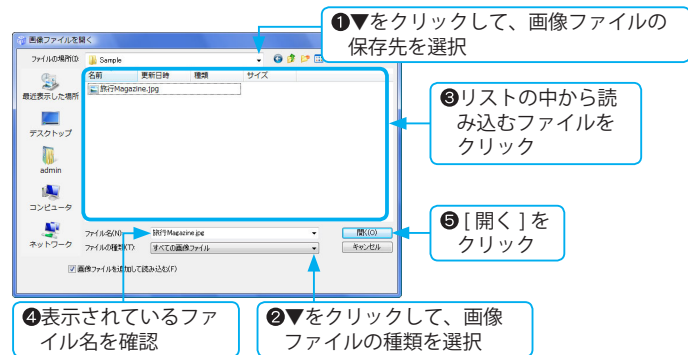 ❶▼をクリックして、画像ファイルの
保存先を選択
画像ファイルを開く
ファイルの場所(I):
Sample
名前
更新日時
種類
サイズ
旅行Magazine.jpg
最近表示した場所
デスクトップ
admin
コンピュータ
ネットワーク
❸リストの中から読
み込むファイルを
クリック
ファイル名(N):
旅行Magazine.jpg
開く(O)
ファイルの種類(T):
すべての画像ファイル
キャンセル
画像ファイルを追加して読み込む(F)
❺[ 開く ] を
クリック
❹表示されているファ
イル名を確認
❷▼をクリックして、画像
ファイルの種類を選択